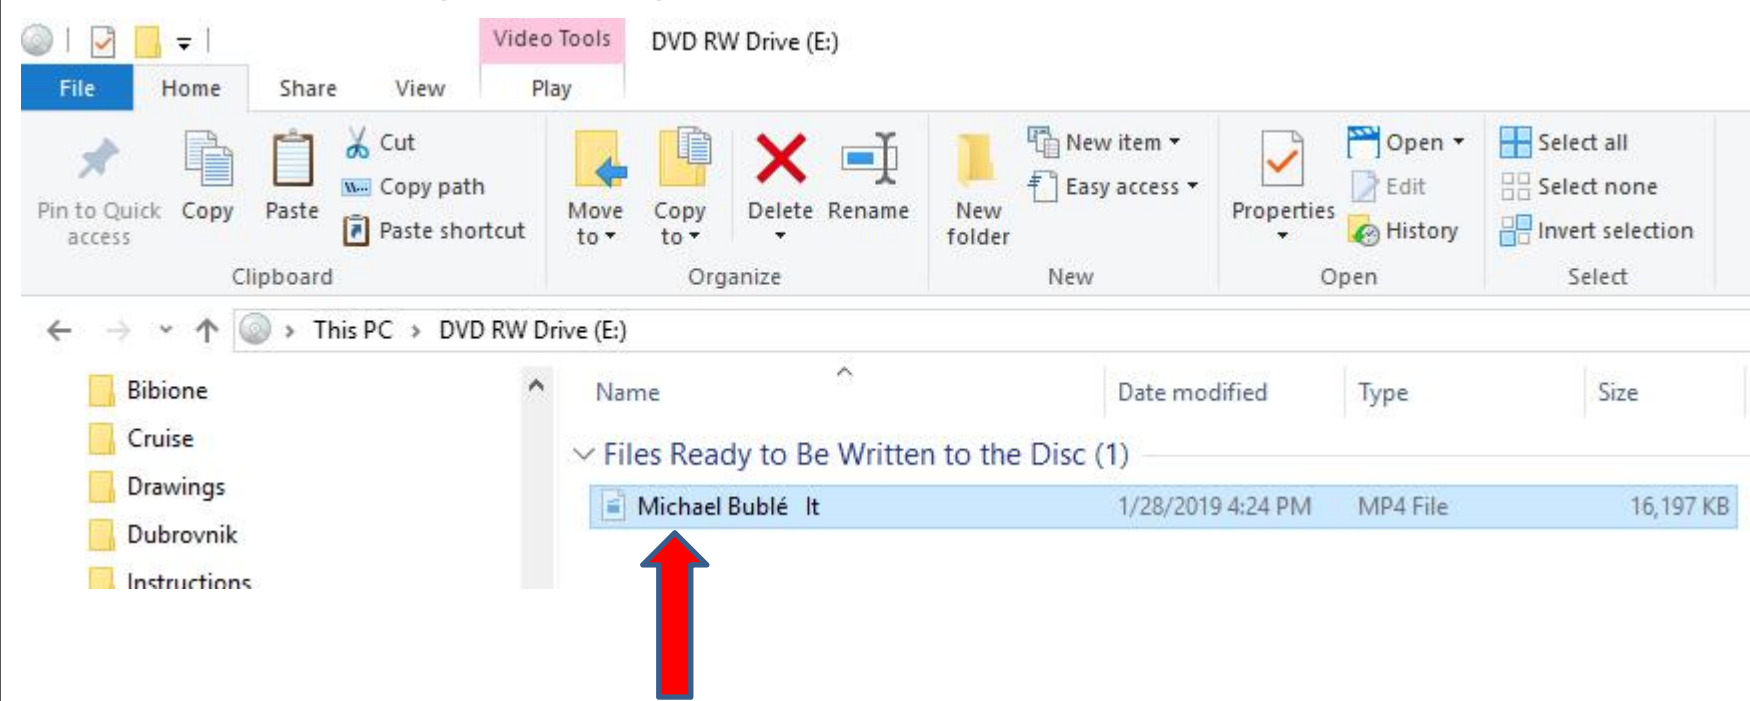 Video Tools DVD RW Drive (E:)
File Home Share View Play
Pin to Quick access
Copy
Paste
Cut
Copy path
Paste shortcut
Clipboard
Move to
Copy to
Delete
Rename
Organize
New folder
New item
Easy access
New
Properties
Open
Edit
History
Open
Select all
Select none
Invert selection
Select
This PC > DVD RW Drive (E:)
Bibione
Cruise
Drawings
Dubrovnik
Instructions
Name Date modified Type Size
Files Ready to Be Written to the Disc (1)
Michael Bublé It 1/28/2019 4:24 PM MP4 File 16,197 KB